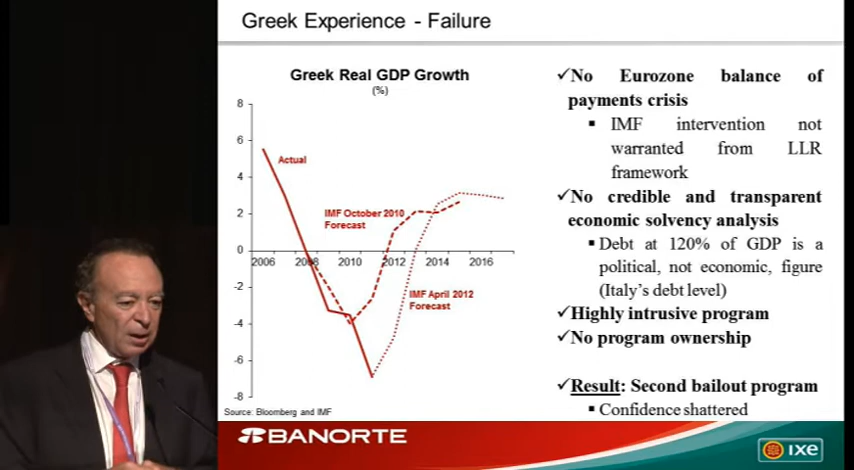 Greek Experience - Failure
Greek Real GDP Growth
(%)
8
6
4
2
0
-2
-4
-6
-8
2006
2008
2010
2012
2014
2016
Actual
IMF October 2010
Forecast
IMF April 2012
Forecast
Source: Bloomberg and IMF
✓No Eurozone balance of
payments crisis
▪ IMF intervention not
warranted from LLR
framework
✓No credible and transparent
economic solvency analysis
▪Debt at 120% of GDP is a
political, not economic, figure
(Italy's debt level)
✓Highly intrusive program
✓No program ownership
✓Result: Second bailout program
▪ Confidence shattered
BANORTE
ixe